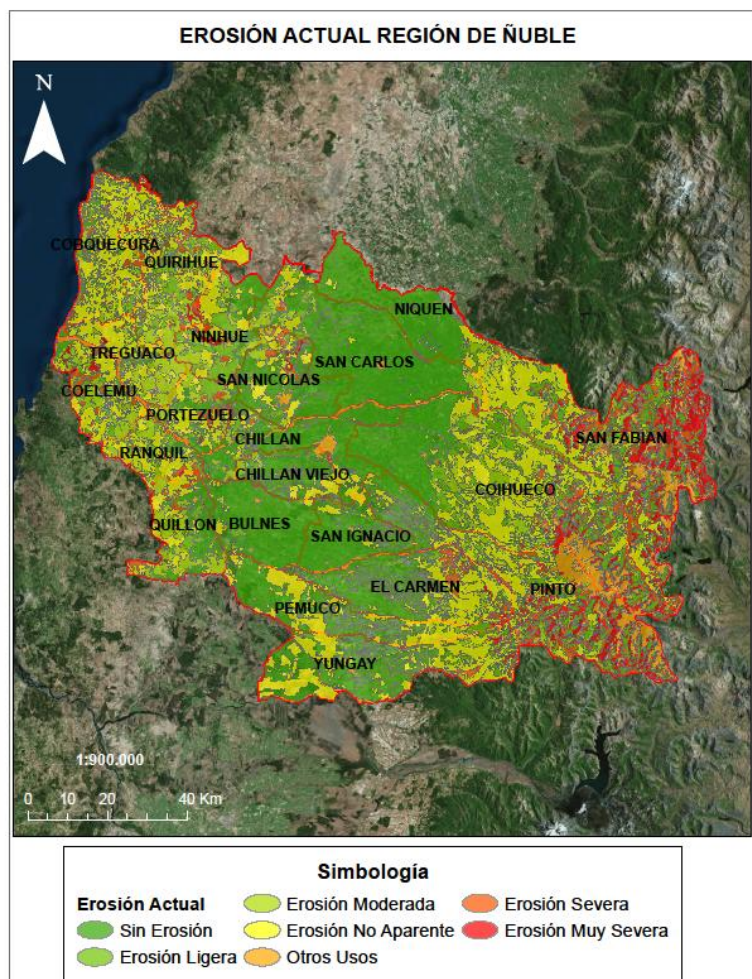 EROSIÓN ACTUAL REGIÓN DE ÑUBLE
N
COBQUECURA
QUIRIHUE
NIQUEN
NINHUE
TREGUACO
SAN CARLOS
SAN NICOLAS
COELEMU
PORTEZUELO
CHILLAN
SAN FABIAN
RANQUIL
CHILLAN VIEJO
COIHUECO
QUILLON
BULNES
SAN IGNACIO
EL CARMEN
PINTO
PEMUCO
YUNGAY
1:900.000
0 10 20 40 Km
Simbología
Erosión Actual
Erosión Moderada
Erosión Severa
Sin Erosión
Erosión No Aparente
Erosión Muy Severa
Erosión Ligera
Otros Usos